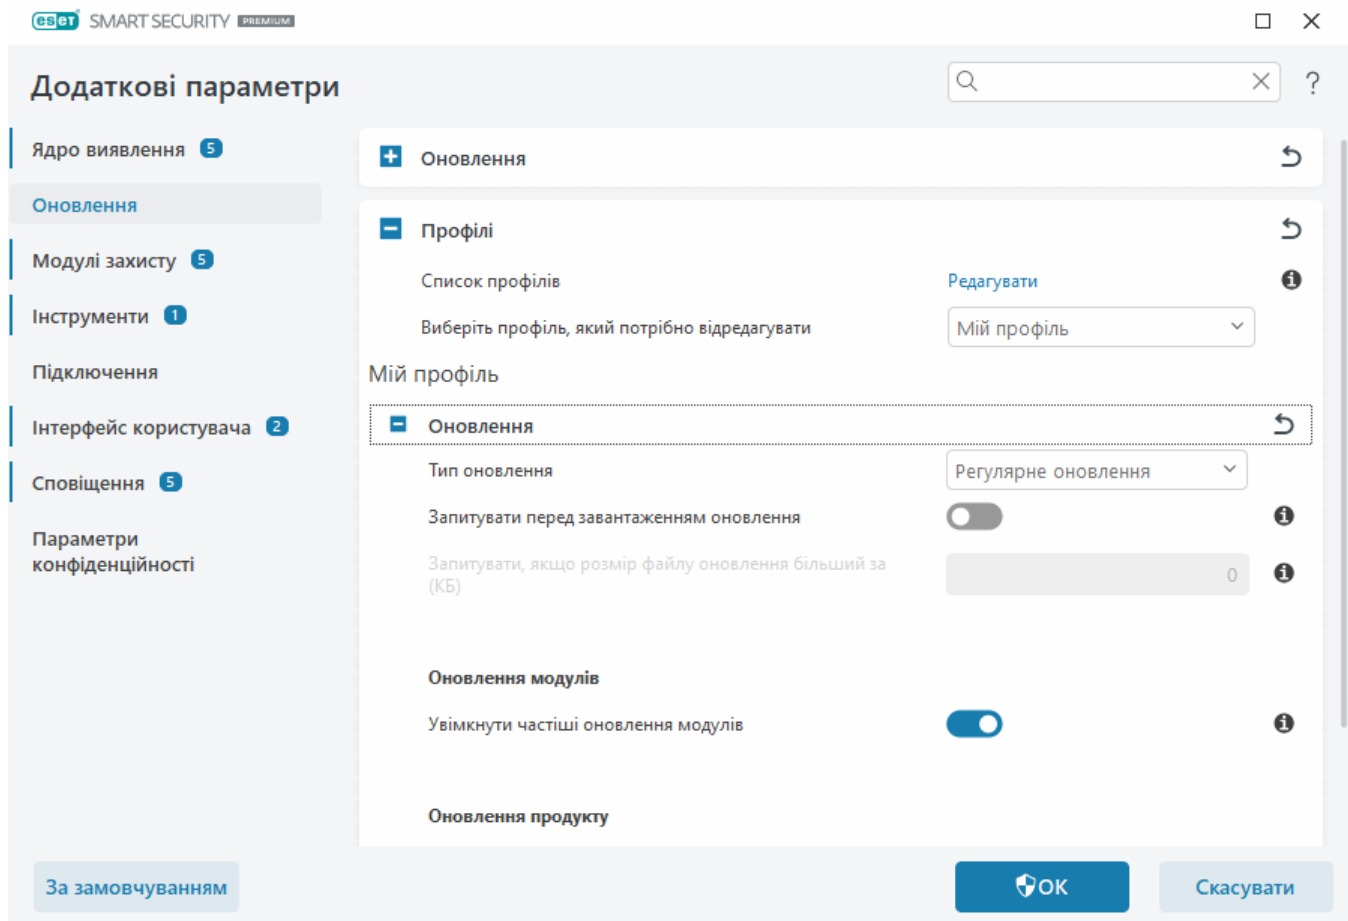 eset SMART SECURITY PREMIUM
Додаткові параметри
?
Ядро виявлення 5
Оновлення
Модулі захисту 5
Інструменти 1
Підключення
Інтерфейс користувача 2
Сповіщення 5
Параметри
конфіденційності
Оновлення
Профілі
Список профілів Редагувати
Виберіть профіль, який потрібно відредагувати Мій профіль
Мій профіль
Оновлення
Тип оновлення Регулярне оновлення
Запитувати перед завантаженням оновлення
Запитувати, якщо розмір файлу оновлення більший за
(КБ) 0
Оновлення модулів
Увімкнути частіші оновлення модулів
Оновлення продукту
За замовчуванням OK Скасувати